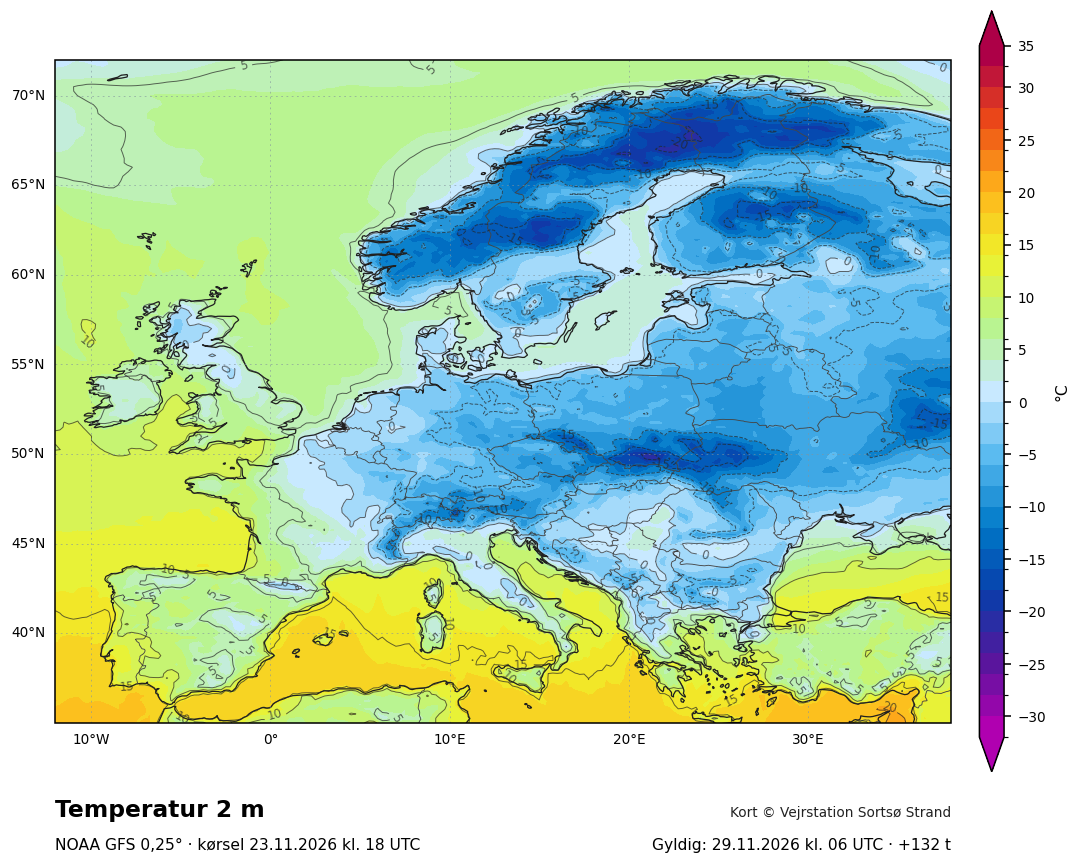 35
30
25
20
15
10
5
0
−5
−10
−15
−20
−25
−30
°C
70°N
65°N
60°N
55°N
50°N
45°N
40°N
10°W 0° 10°E 20°E 30°E
Temperatur 2 m
Kort © Vejrstation Sortsø Strand
NOAA GFS 0,25° · kørsel 23.11.2026 kl. 18 UTC
Gyldig: 29.11.2026 kl. 06 UTC · +132 t